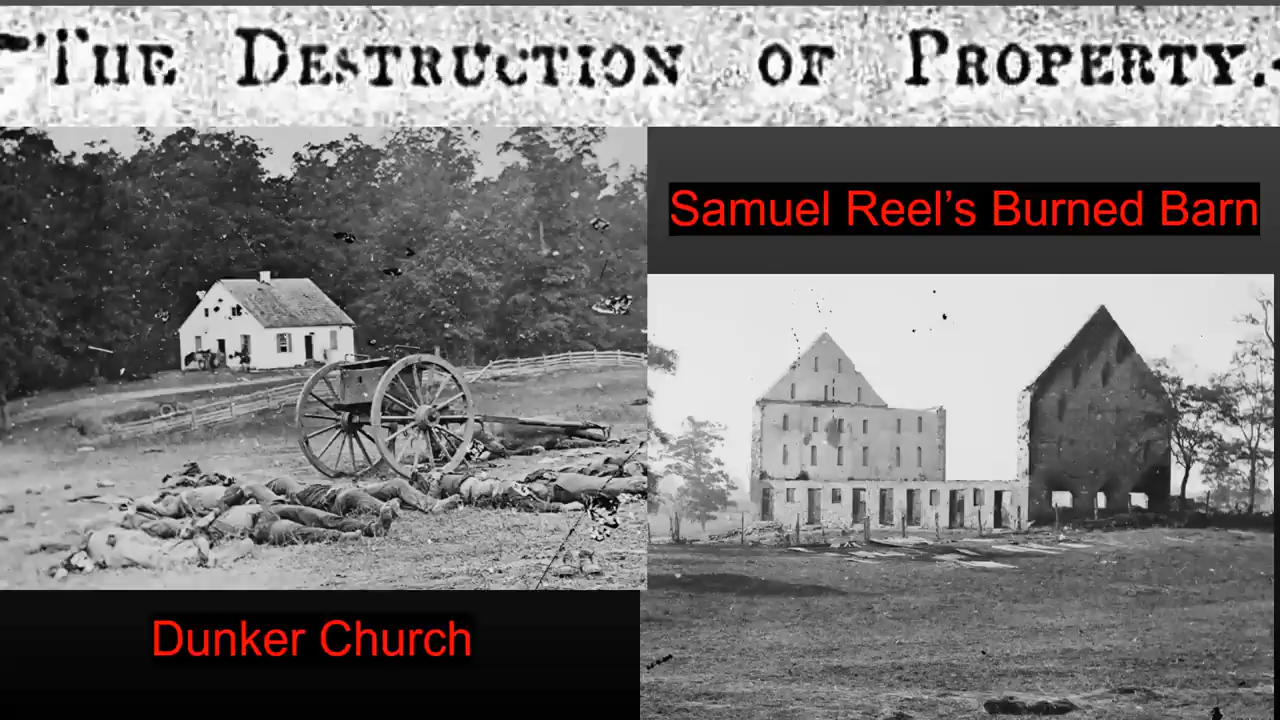 The Destruction of Property.
Samuel Reel’s Burned Barn
Dunker Church